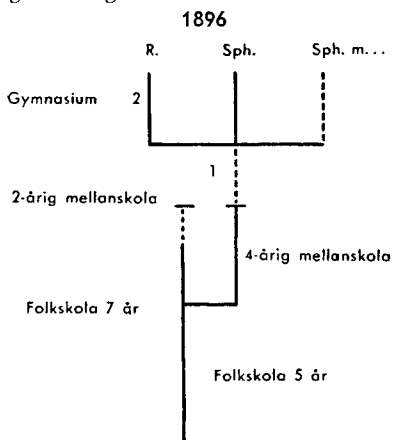 1896
R. Sph. Sph. m...
Gymnasium 2
1
2-årig mellanskola
4-årig mellanskola
Folkskola 7 år
Folkskola 5 år